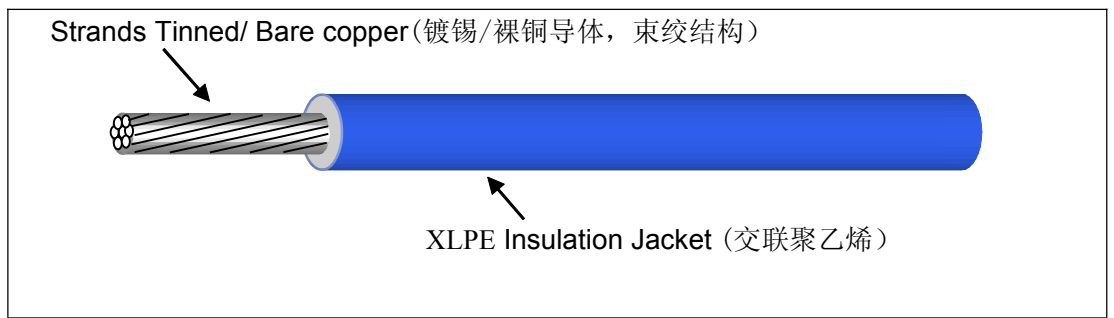 Strands Tinned/ Bare copper(镀锡/裸铜导体，束绞结构）
XLPE Insulation Jacket (交联聚乙烯）